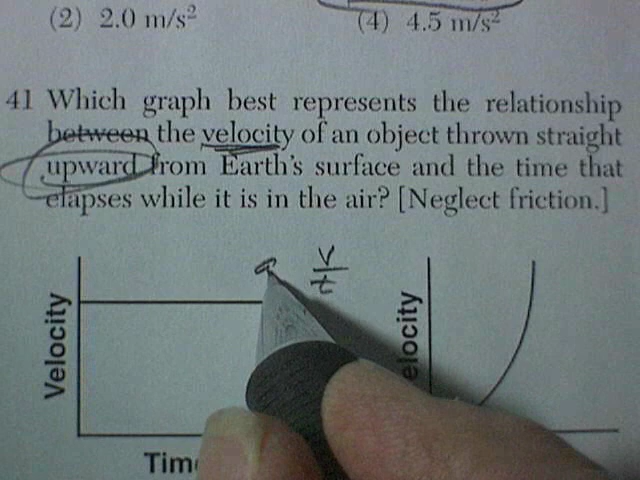 (2) 2.0 m/s²
(4) 4.5 m/s²
41 Which graph best represents the relationship
between the velocity of an object thrown straight
upward from Earth's surface and the time that
elapses while it is in the air? [Neglect friction.]
a v
t
Velocity
elocity
Tim